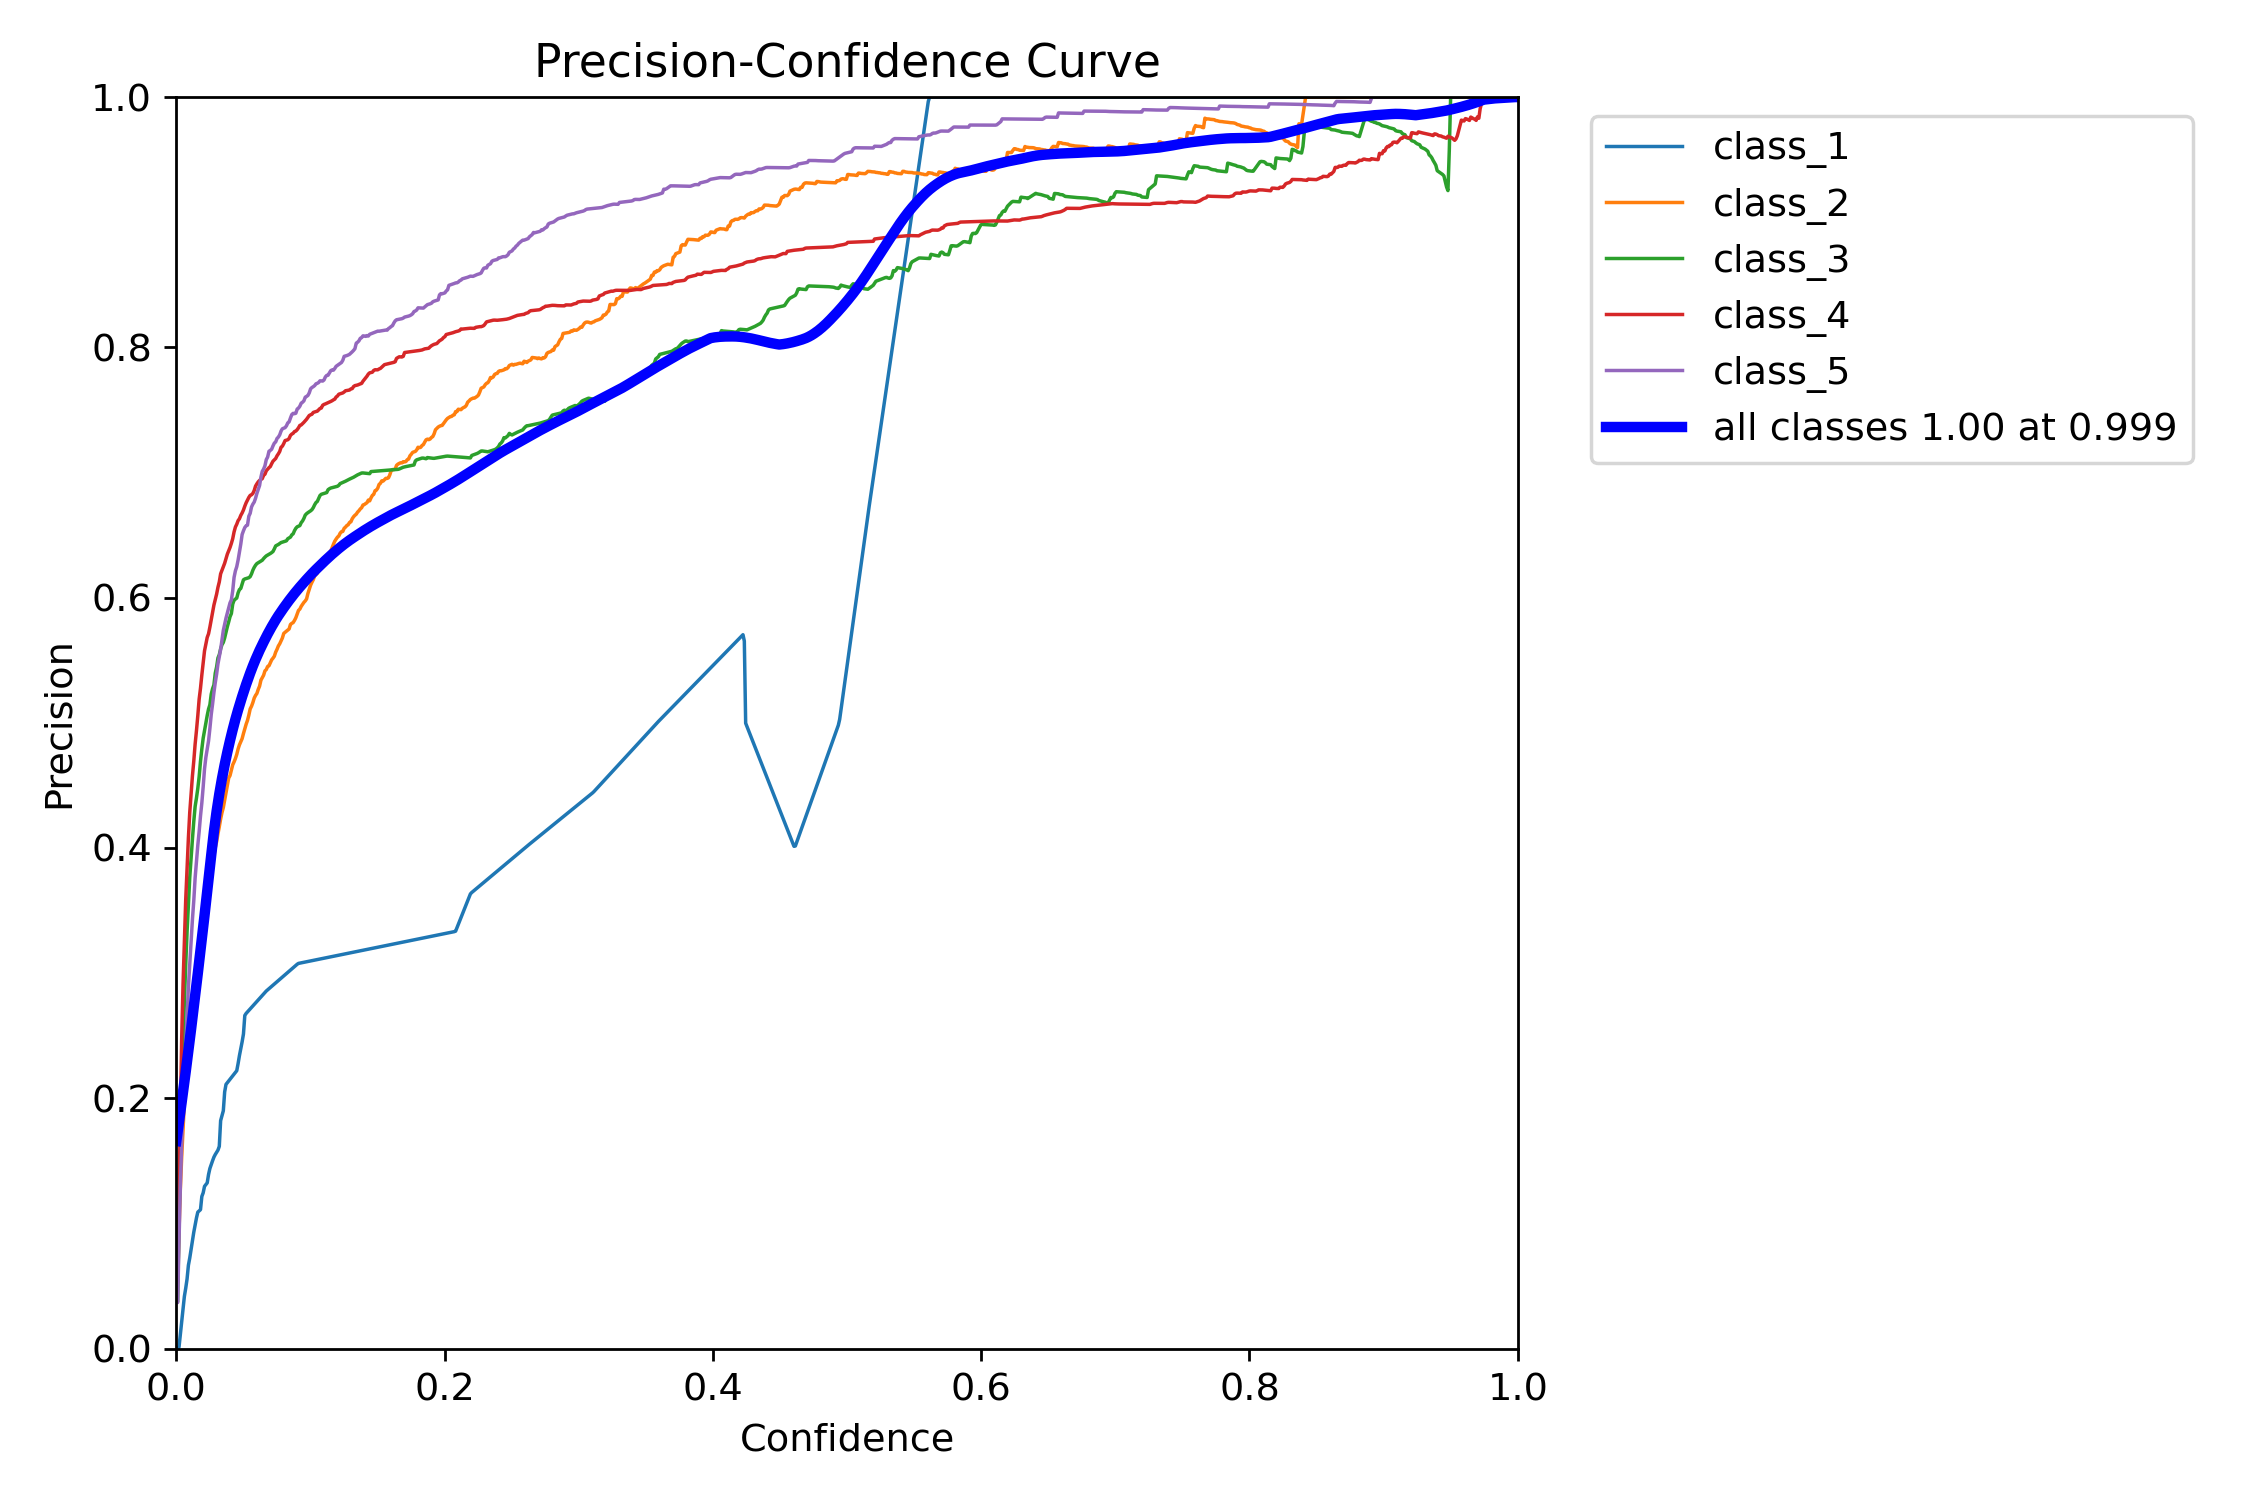 Precision-Confidence Curve
1.0
0.8
0.6
0.4
0.2
0.0
Precision
0.0 0.2 0.4 0.6 0.8 1.0
Confidence
class_1
class_2
class_3
class_4
class_5
all classes 1.00 at 0.999